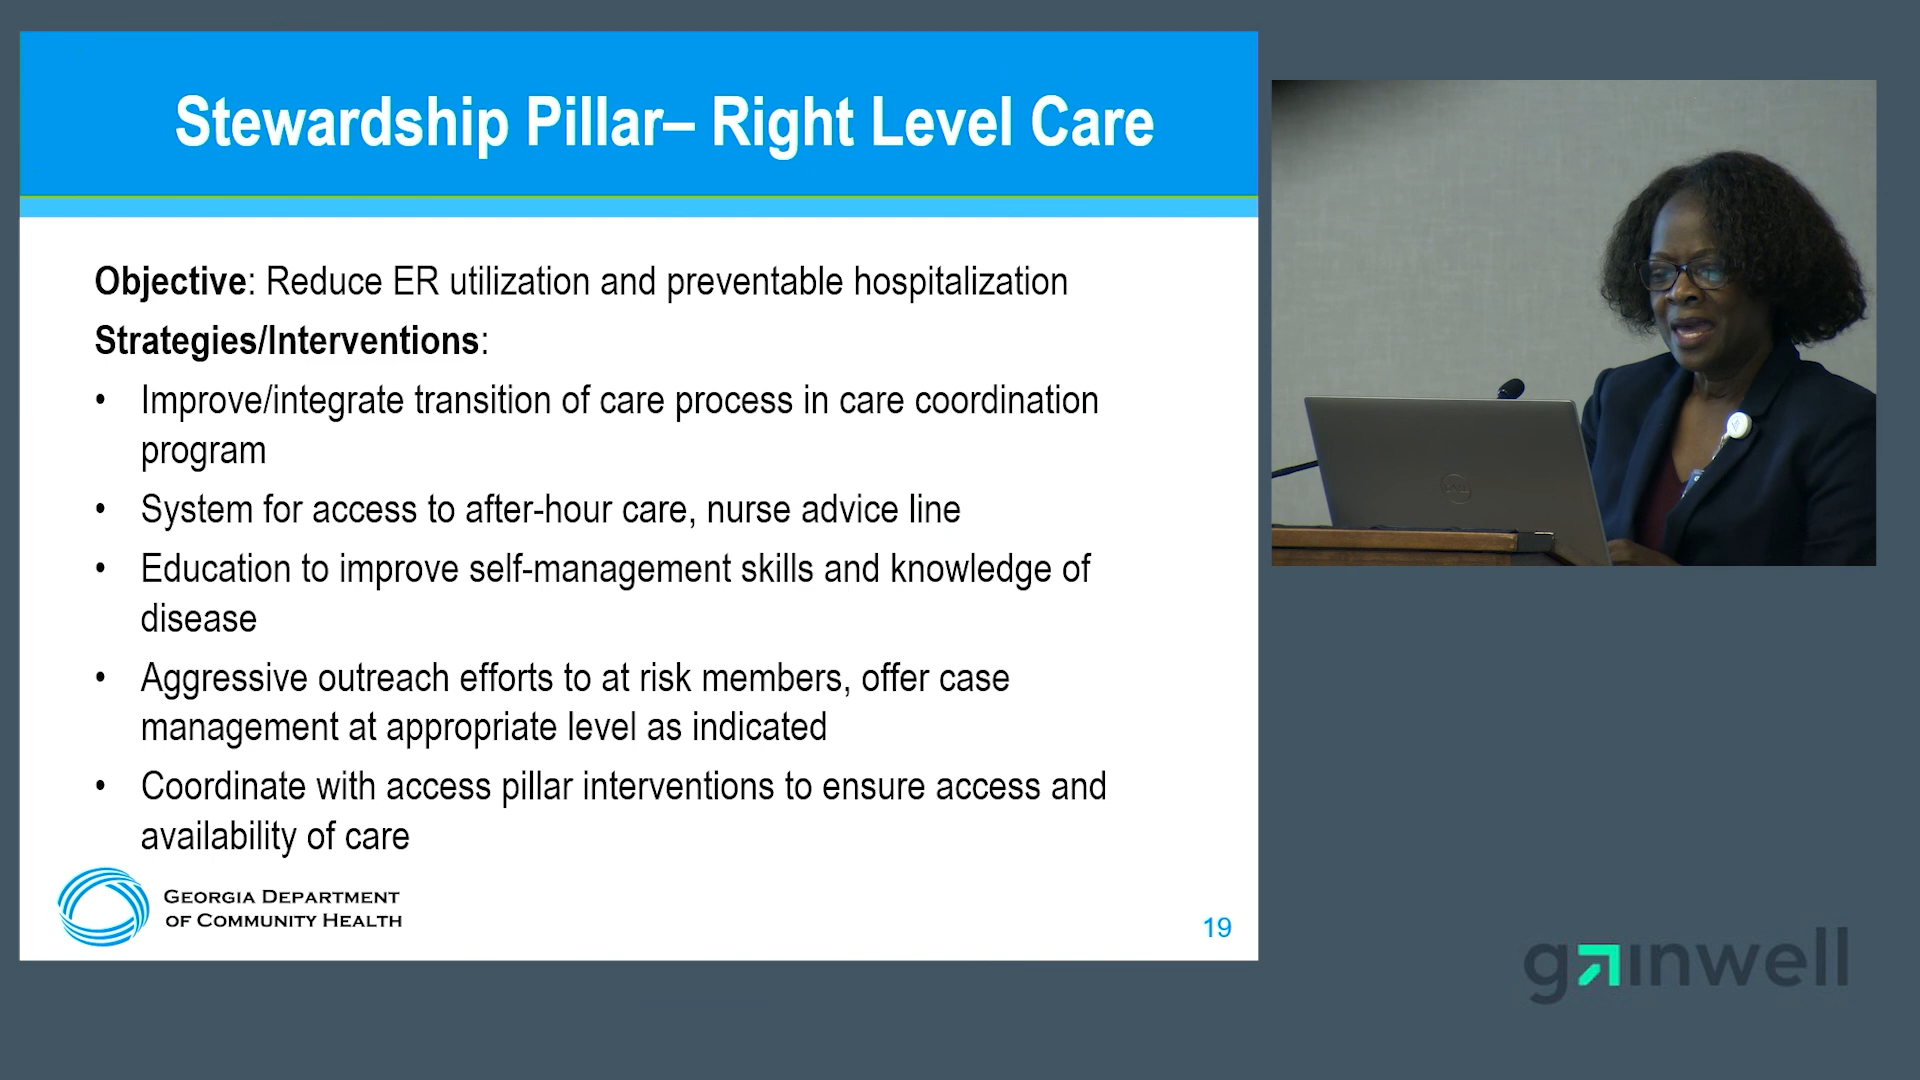 Stewardship Pillar– Right Level Care
Objective: Reduce ER utilization and preventable hospitalization
Strategies/Interventions:
• Improve/integrate transition of care process in care coordination
program
• System for access to after-hour care, nurse advice line
• Education to improve self-management skills and knowledge of
disease
• Aggressive outreach efforts to at risk members, offer case
management at appropriate level as indicated
• Coordinate with access pillar interventions to ensure access and
availability of care
GEORGIA DEPARTMENT
OF COMMUNITY HEALTH
19
gainwell